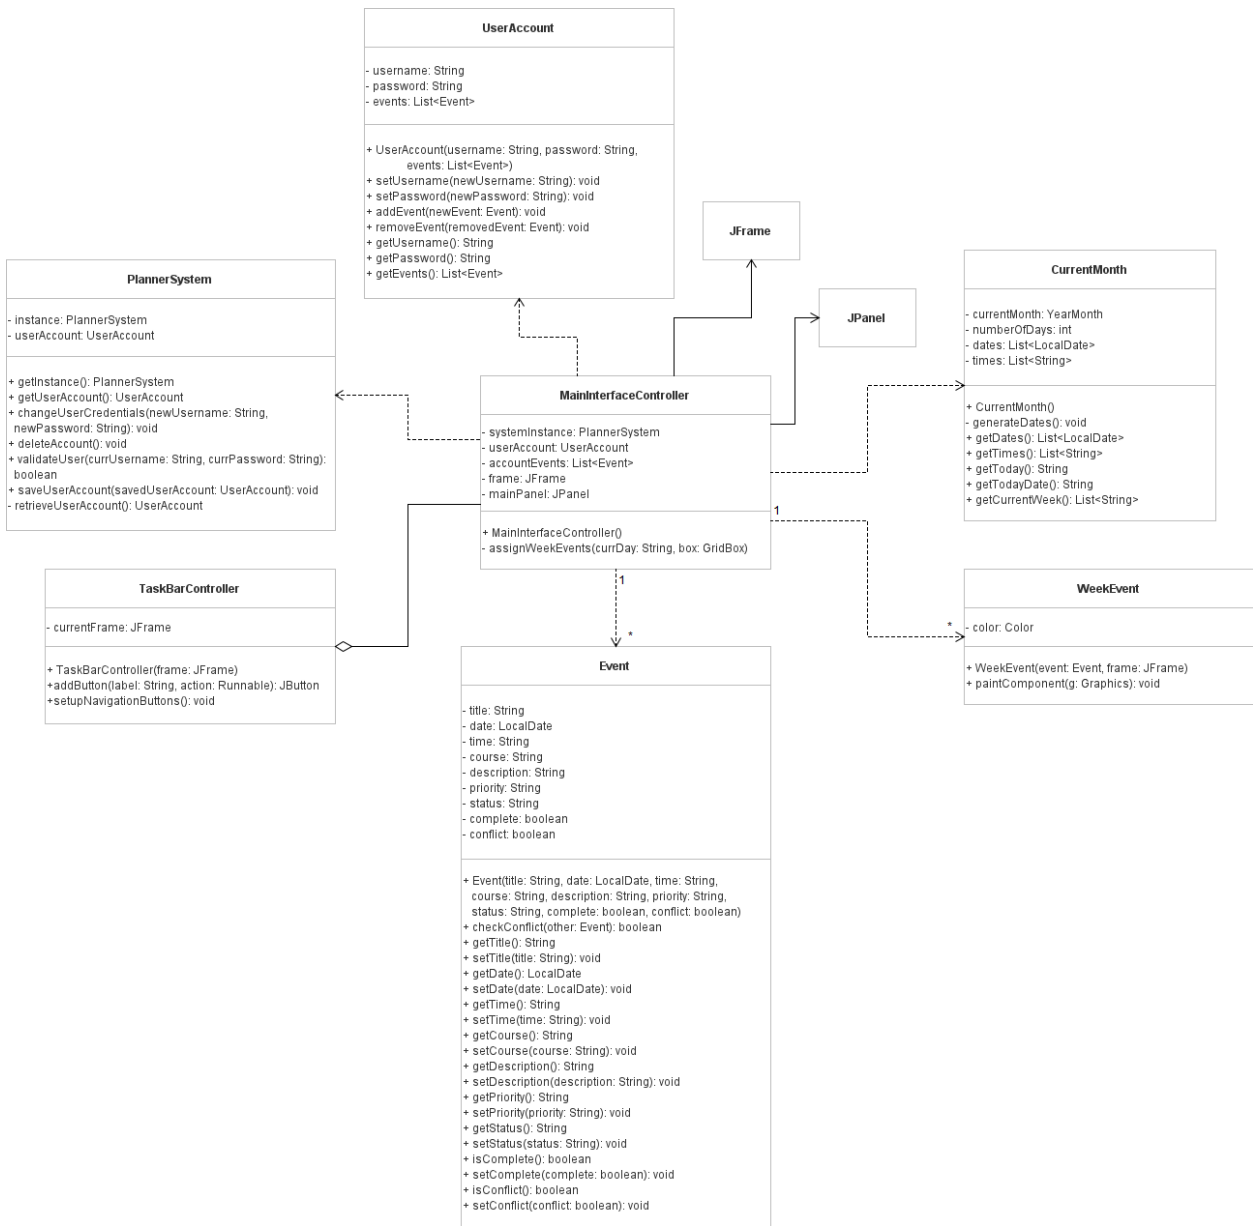 UserAccount
- username: String
- password: String
- events: List<Event>
+ UserAccount(username: String, password: String,
events: List<Event>)
+ setUsername(newUsername: String): void
+ setPassword(newPassword: String): void
+ addEvent(newEvent: Event): void
+ removeEvent(removedEvent: Event): void
+ getUsername(): String
+ getPassword(): String
+ getEvents(): List<Event>
JFrame
JPanel
PlannerSystem
- instance: PlannerSystem
- userAccount: UserAccount
+ getInstance(): PlannerSystem
+ getUserAccount(): UserAccount
+ changeUserCredentials(newUsername: String,
newPassword: String): void
+ deleteAccount(): void
+ validateUser(currUsername: String, currPassword: String):
boolean
+ saveUserAccount(savedUserAccount: UserAccount): void
- retrieveUserAccount(): UserAccount
MainInterfaceController
- systemInstance: PlannerSystem
- userAccount: UserAccount
- accountEvents: List<Event>
- frame: JFrame
- mainPanel: JPanel
+ MainInterfaceController()
- assignWeekEvents(currDay: String, box: GridBox)
CurrentMonth
- currentMonth: YearMonth
- numberOfDays: int
- dates: List<LocalDate>
- times: List<String>
+ CurrentMonth()
- generateDates(): void
+ getDates(): List<LocalDate>
+ getTimes(): List<String>
+ getToday(): String
+ getTodayDate(): String
+ getCurrentWeek(): List<String>
1
1
*
*
TaskBarController
- currentFrame: JFrame
+ TaskBarController(frame: JFrame)
+addButton(label: String, action: Runnable): JButton
+setupNavigationButtons(): void
WeekEvent
- color: Color
+ WeekEvent(event: Event, frame: JFrame)
+ paintComponent(g: Graphics): void
Event
- title: String
- date: LocalDate
- time: String
- course: String
- description: String
- priority: String
- status: String
- complete: boolean
- conflict: boolean
+ Event(title: String, date: LocalDate, time: String,
course: String, description: String, priority: String,
status: String, complete: boolean, conflict: boolean)
+ checkConflict(other: Event): boolean
+ getTitle(): String
+ setTitle(title: String): void
+ getDate(): LocalDate
+ setDate(date: LocalDate): void
+ getTime(): String
+ setTime(time: String): void
+ getCourse(): String
+ setCourse(course: String): void
+ getDescription(): String
+ setDescription(description: String): void
+ getPriority(): String
+ setPriority(priority: String): void
+ getStatus(): String
+ setStatus(status: String): void
+ isComplete(): boolean
+ setComplete(complete: boolean): void
+ isConflict(): boolean
+ setConflict(conflict: boolean): void